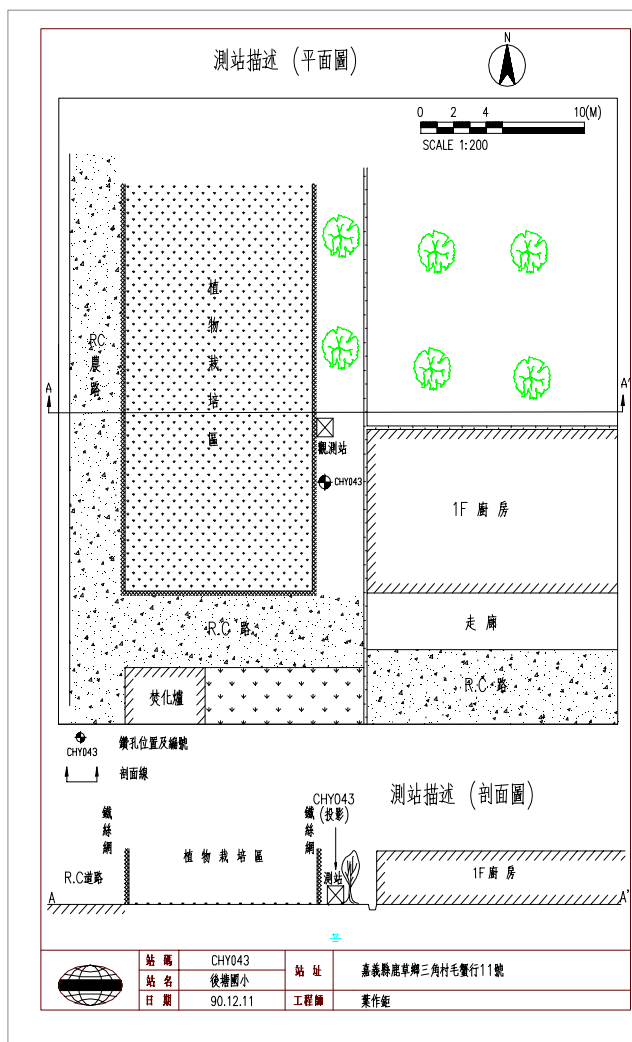 測站描述 (平面圖)
N
0 2 4 10(M)
SCALE 1:200
植物栽培區
RC農路
A
A'
觀測站
CHY043
1F 廚房
走廊
R.C 路
R.C 路
焚化爐
CHY043
鑽孔位置及編號
剖面線
測站描述 (剖面圖)
CHY043
(投影)
鐵絲網
鐵絲網
植物栽培區
測站
1F 廚房
R.C道路
A
A'
站碼 CHY043
站址 嘉義縣鹿草鄉三角村毛蟹行11號
站名 後塘國小
日期 90.12.11
工程師 葉作鉅